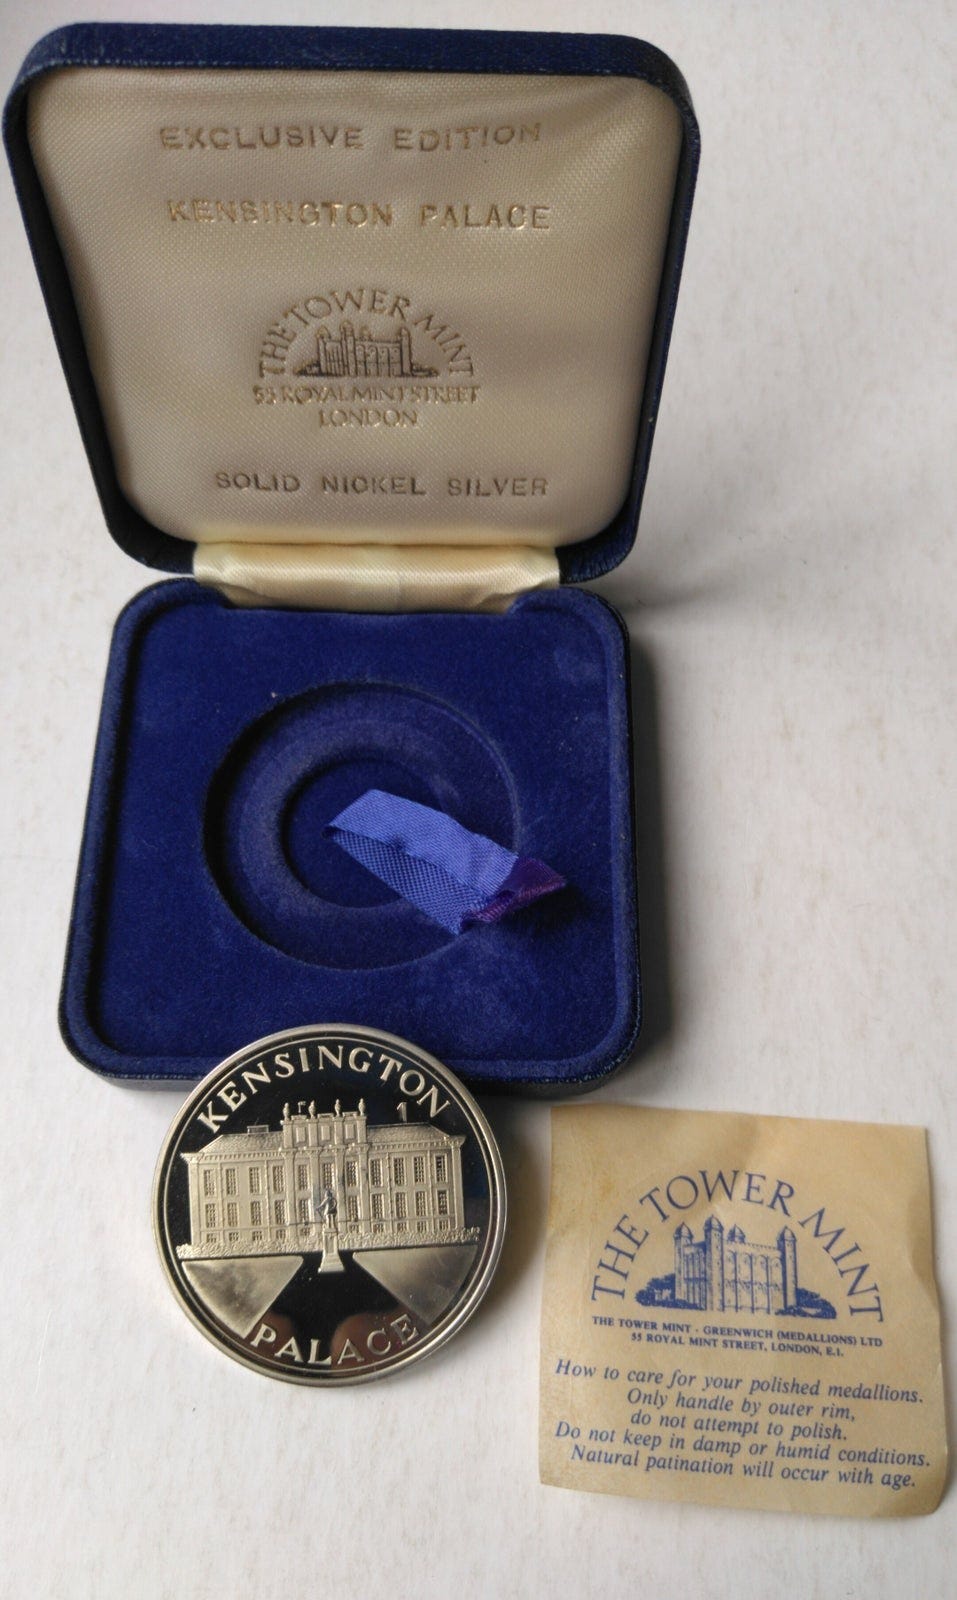 EXCLUSIVE EDITION
KENSINGTON PALACE
THE TOWER MINT
55 ROYAL MINT STREET
LONDON
SOLID NICKEL SILVER
KENSINGTON
PALACE
THE TOWER MINT
THE TOWER MINT - GREENWICH (MEDALLIONS) LTD
55 ROYAL MINT STREET, LONDON, E.1.
How to care for your polished medallions.
Only handle by outer rim,
do not attempt to polish.
Do not keep in damp or humid conditions.
Natural patination will occur with age.